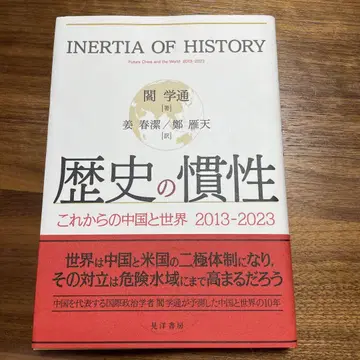 INERTIA OF HISTORY
Future China and the World 2013-2023
閻 学通
[著]
姜 春潔/鄭 雁天
[訳]
歴史の慣性
これからの中国と世界 2013-2023
世界は中国と米国の二極体制になり、
その対立は危険水域にまで高まるだろう
中国を代表する国際政治学者 閻学通が予測した中国と世界の10年
晃洋書房